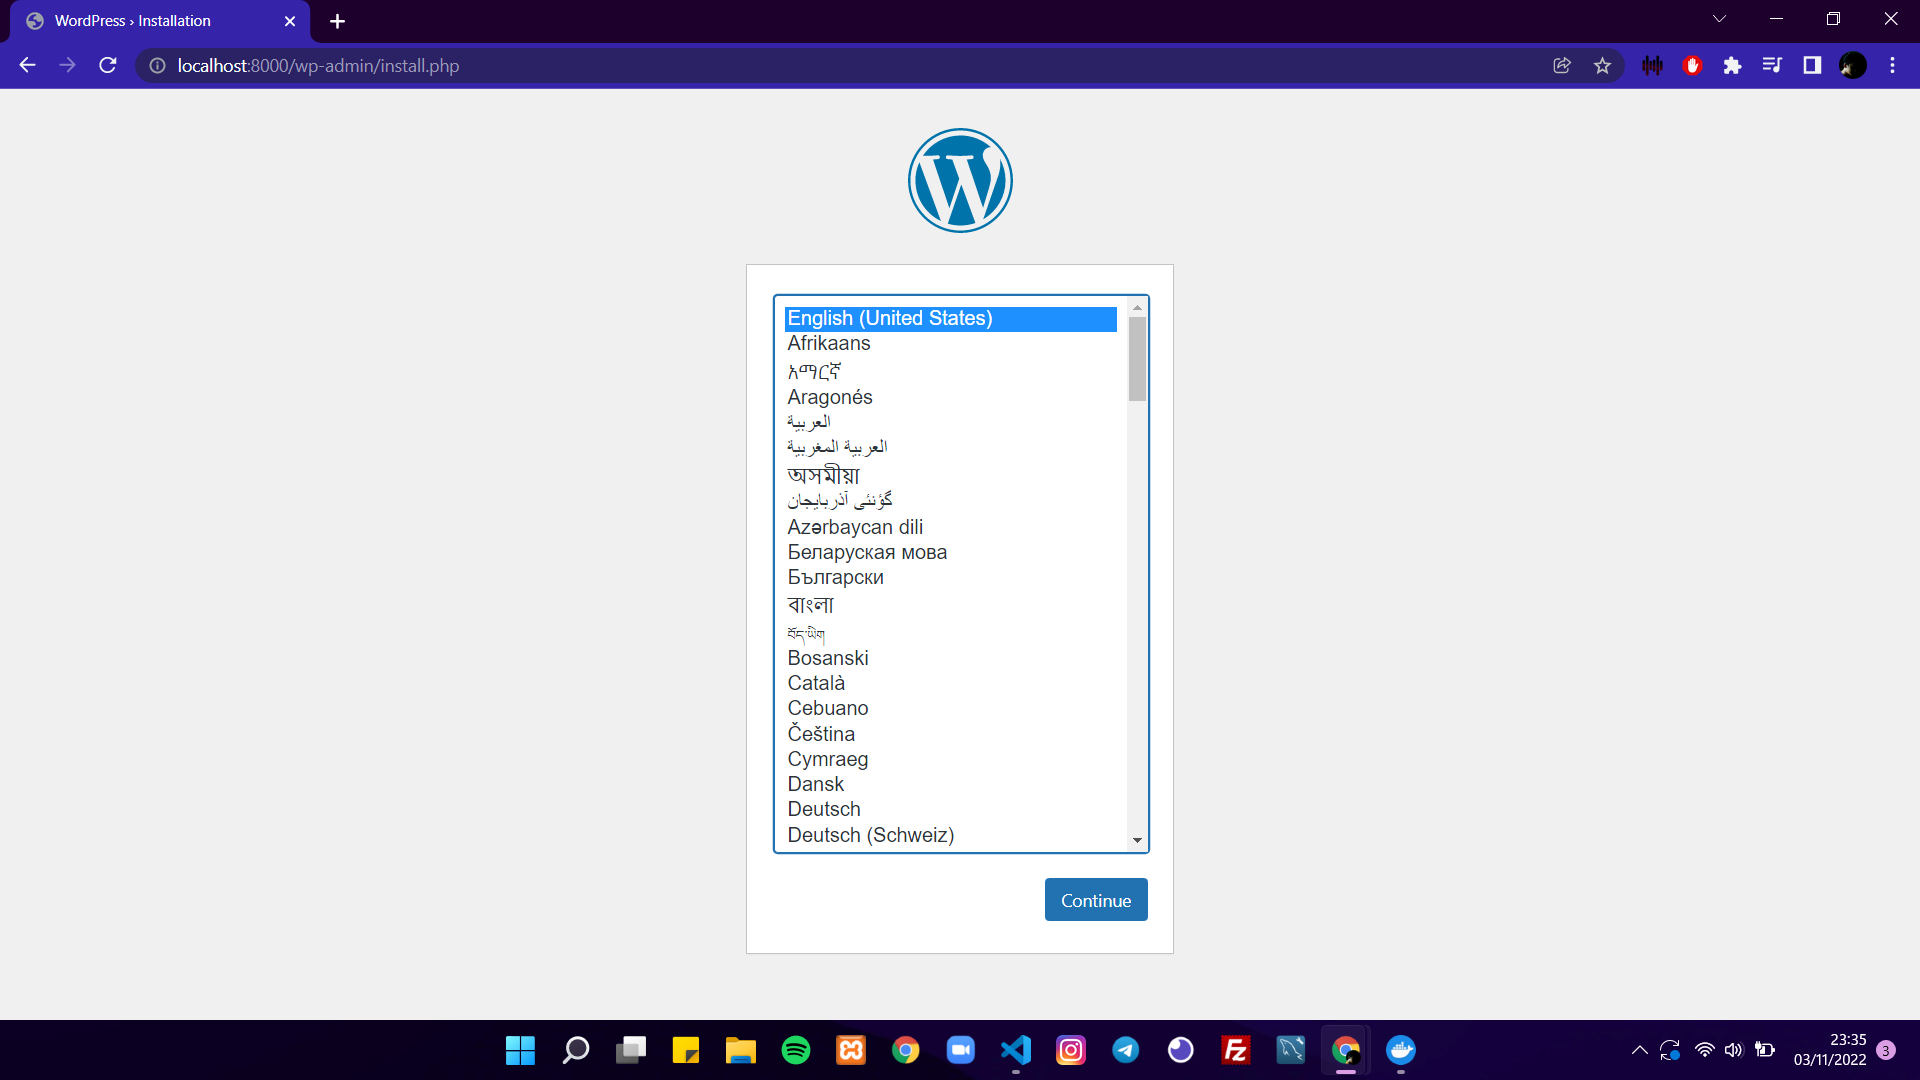 WordPress › Installation
localhost:8000/wp-admin/install.php
English (United States)
Afrikaans
አማርኛ
Aragonés
العربية
العربية المغربية
অসমীয়া
گؤنئی آذربایجان
Azərbaycan dili
Беларуская мова
Български
বাংলা
བོད་ཡིག
Bosanski
Català
Cebuano
Čeština
Cymraeg
Dansk
Deutsch
Deutsch (Schweiz)
Continue
23:35
03/11/2022
3